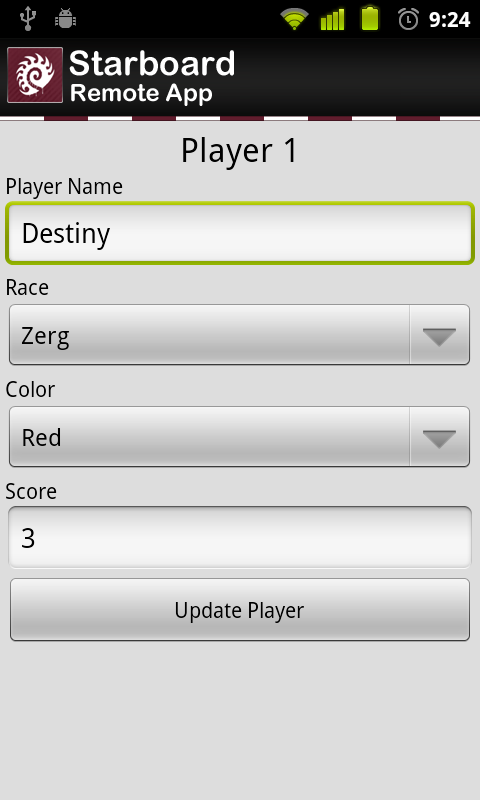 9:24
Starboard
Remote App
Player 1
Player Name
Destiny
Race
Zerg
Color
Red
Score
3
Update Player